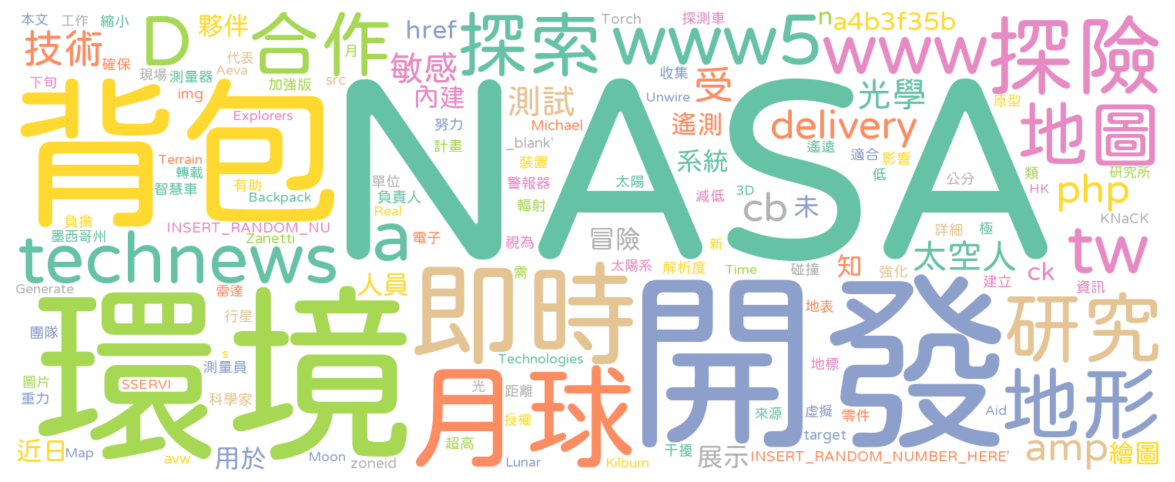 本文 工作 縮小 夥伴 href 探索 Torch 探測車 n a4b3f35b
技術 確保 D 合作 月 www5 www 探險
下旬 現場 測量器 代表 Aeva 加強版 src 敏感 收集 受 光學 原型
img 內建 測試 Unwire
背包 NASA 地圖
Explorers 努力 Michael 遙測 delivery
Terrain 轉載 計畫 _blank' 系統 遙遠 適合 影響
智慧車 有助 Backpack 單位 裝置 警報器 太陽 減低 3D 低 公分 類 研究所
負擔 負責人 Real 輻射 cb 未 php HK KNaCK
墨西哥州 INSERT_RANDOM_NU Zanetti a 電子 視為 冒險 新 詳細 極 tw
technews 人員 需 太陽系 解析度 Time 碰撞 知 強化 太空人 ck 建立 資訊
Generate 雷達
環境 即時 開發 研究
團隊 行星 地表
s 測量員 Technologies 地標
圖片 SSERVI 月球 光 距離 地形
重力 科學家 授權 來源 虛擬 零件 Aid
近日 Map 用於 超高 干擾 target amp 繪圖
avw Moon zoneid Lunar Kilburn 展示 INSERT_RANDOM_NUMBER_HERE'